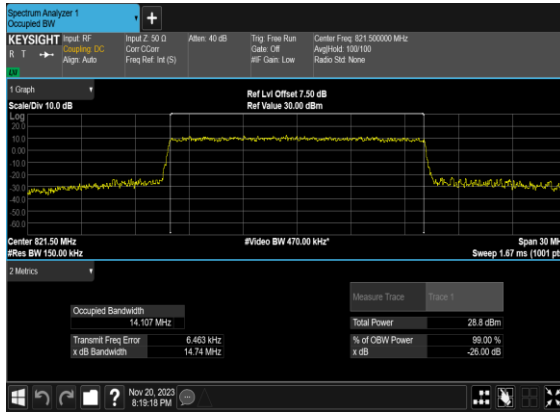 Spectrum Analyzer 1
Occupied BW
+
KEYSIGHT
R T
LXI
Input: RF
Coupling: DC
Align: Auto
Input Z: 50 Ω
Corr CCorr
Freq Ref: Int (S)
Atten: 40 dB
Trig: Free Run
Gate: Off
#IF Gain: Low
Center Freq: 821.500000 MHz
Avg|Hold: 100/100
Radio Std: None
1 Graph
Scale/Div 10.0 dB
Ref Lvl Offset 7.50 dB
Ref Value 30.00 dBm
Log
20.0
10.0
0.00
-10.0
-20.0
-30.0
-40.0
-50.0
-60.0
Center 821.50 MHz
#Res BW 150.00 kHz
#Video BW 470.00 kHz*
Span 30 MH
Sweep 1.67 ms (1001 pt
2 Metrics
Measure Trace Trace 1
Occupied Bandwidth
14.107 MHz
Total Power 28.8 dBm
Transmit Freq Error 6.463 kHz
x dB Bandwidth 14.74 MHz
% of OBW Power 99.00 %
x dB -26.00 dB
?
Nov 20, 2023
8:19:18 PM